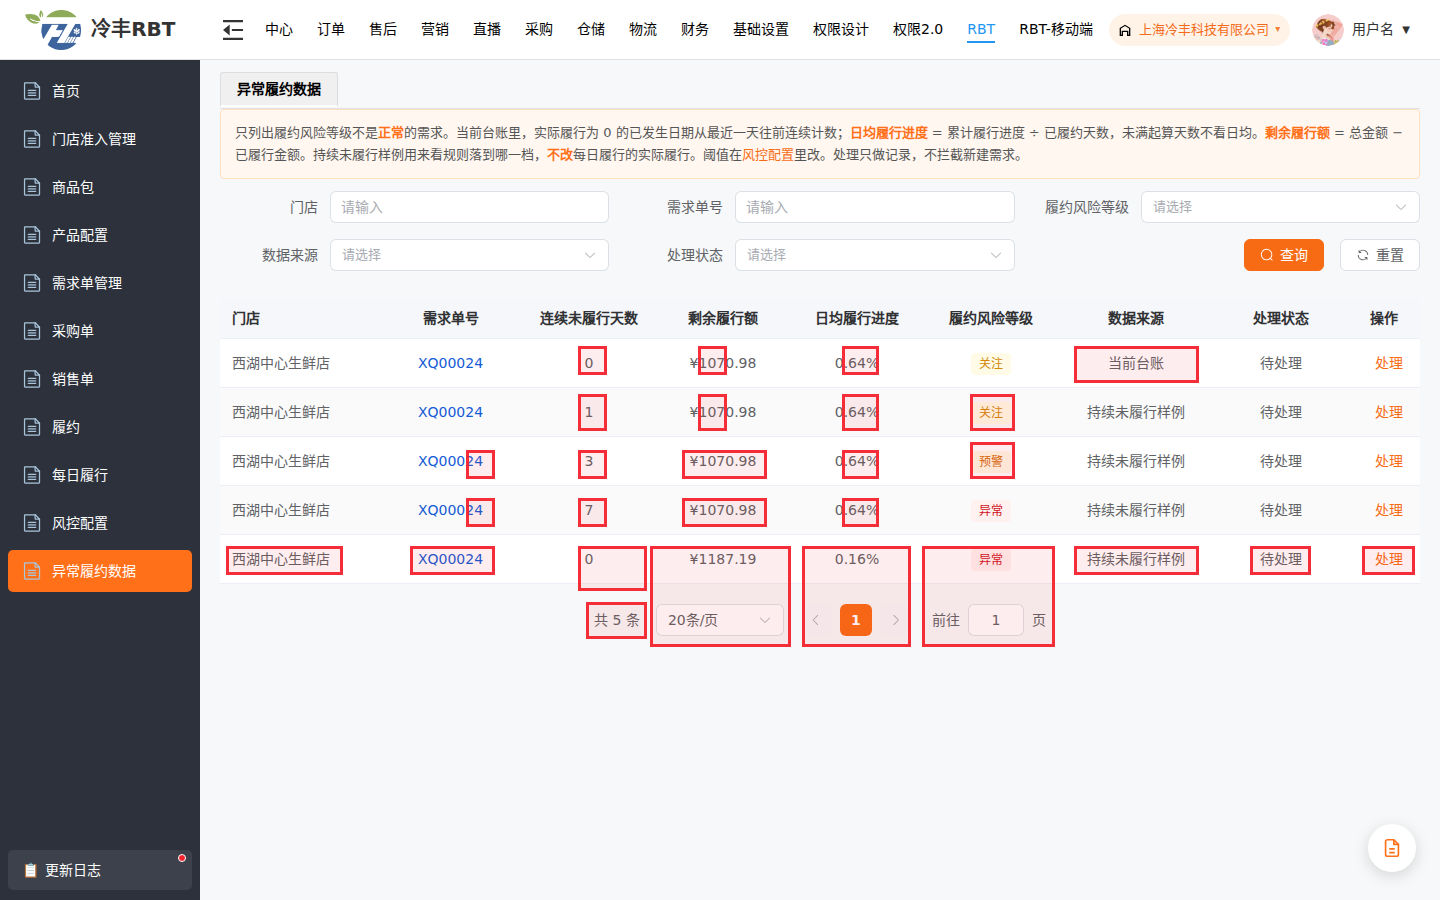 冷丰RBT
中心 订单 售后 营销 直播 采购 仓储 物流 财务 基础设置 权限设计 权限2.0 RBT RBT-移动端 上海冷丰科技有限公司 ▾ 用户名 ▼
首页
门店准入管理
商品包
产品配置
需求单管理
采购单
销售单
履约
每日履行
风控配置
异常履约数据
更新日志
异常履约数据
只列出履约风险等级不是正常的需求。当前台账里，实际履行为 0 的已发生日期从最近一天往前连续计数；日均履行进度 = 累计履行进度 ÷ 已履约天数，未满起算天数不看日均。剩余履行额 = 总金额 −
已履行金额。持续未履行样例用来看规则落到哪一档，不改每日履行的实际履行。阈值在风控配置里改。处理只做记录，不拦截新建需求。
门店 请输入 需求单号 请输入 履约风险等级 请选择
数据来源 请选择 处理状态 请选择 查询 重置
门店 需求单号 连续未履行天数 剩余履行额 日均履行进度 履约风险等级 数据来源 处理状态 操作
西湖中心生鲜店 XQ00024 0 ¥1070.98 0.64% 关注 当前台账 待处理 处理
西湖中心生鲜店 XQ00024 1 ¥1070.98 0.64% 关注 持续未履行样例 待处理 处理
西湖中心生鲜店 XQ00024 3 ¥1070.98 0.64% 预警 持续未履行样例 待处理 处理
西湖中心生鲜店 XQ00024 7 ¥1070.98 0.64% 异常 持续未履行样例 待处理 处理
西湖中心生鲜店 XQ00024 0 ¥1187.19 0.16% 异常 持续未履行样例 待处理 处理
共 5 条 20条/页 1 前往 1 页